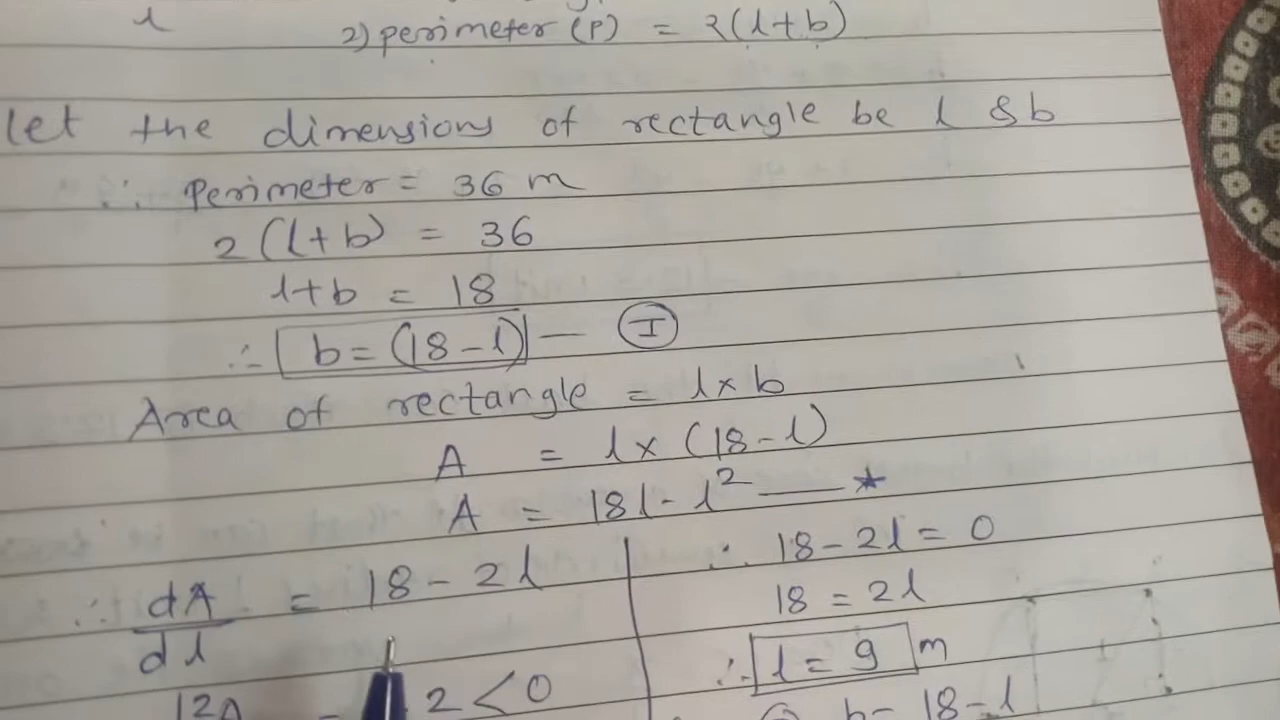 l
2) perimeter (P) = 2(l+b)
let the dimensions of rectangle be l & b
∴ Perimeter = 36 m
2(l+b) = 36
l+b = 18
∴ b = (18-l) — I
Area of rectangle = l × b
A = l × (18-l)
A = 18l - l² — *
∴ dA/dl = 18 - 2l
2 < 0
∴ 18 - 2l = 0
18 = 2l
∴ l = 9 m
b = 18 - l